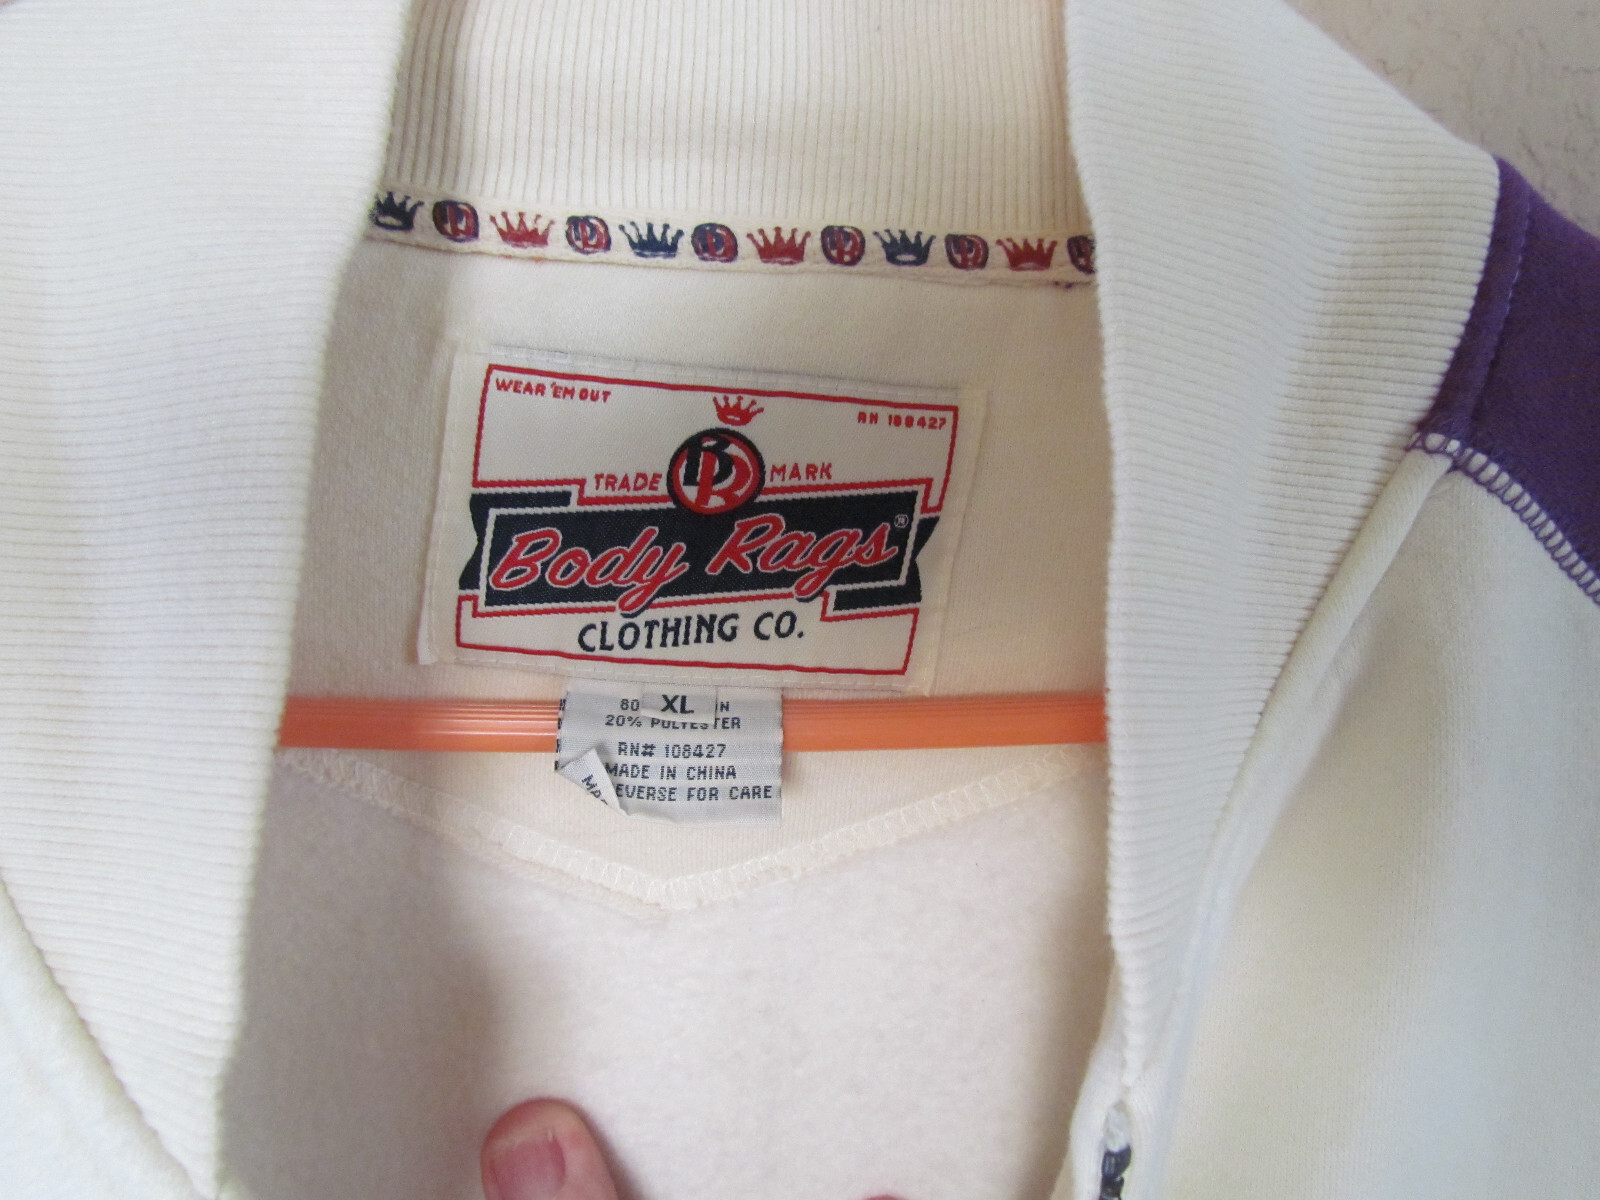 WEAR 'EM OUT
RN 108427
BR
TRADE MARK
Body Rags®
CLOTHING CO.
XL
80 N
20% POLYESTER
RN# 108427
MADE IN CHINA
EVERSE FOR CARE